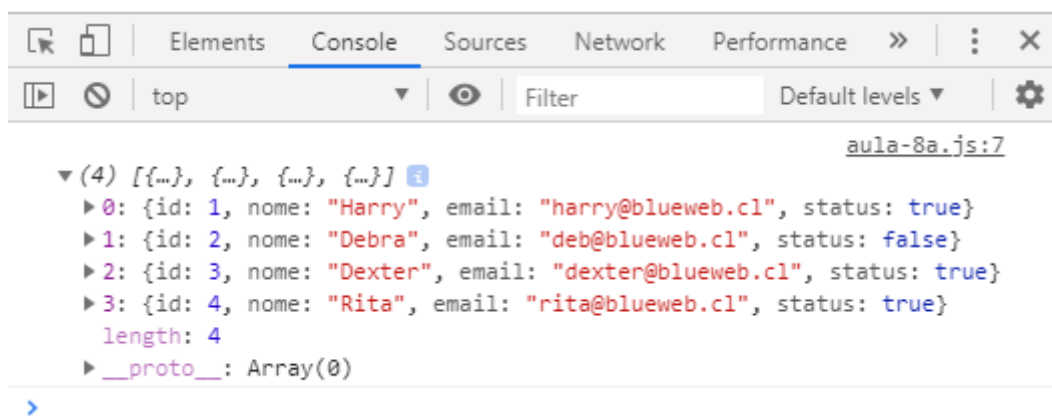 Elements Console Sources Network Performance »
top Filter Default levels
aula-8a.js:7
(4) [{…}, {…}, {…}, {…}] i
0: {id: 1, nome: "Harry", email: "harry@blueweb.cl", status: true}
1: {id: 2, nome: "Debra", email: "deb@blueweb.cl", status: false}
2: {id: 3, nome: "Dexter", email: "dexter@blueweb.cl", status: true}
3: {id: 4, nome: "Rita", email: "rita@blueweb.cl", status: true}
length: 4
__proto__: Array(0)